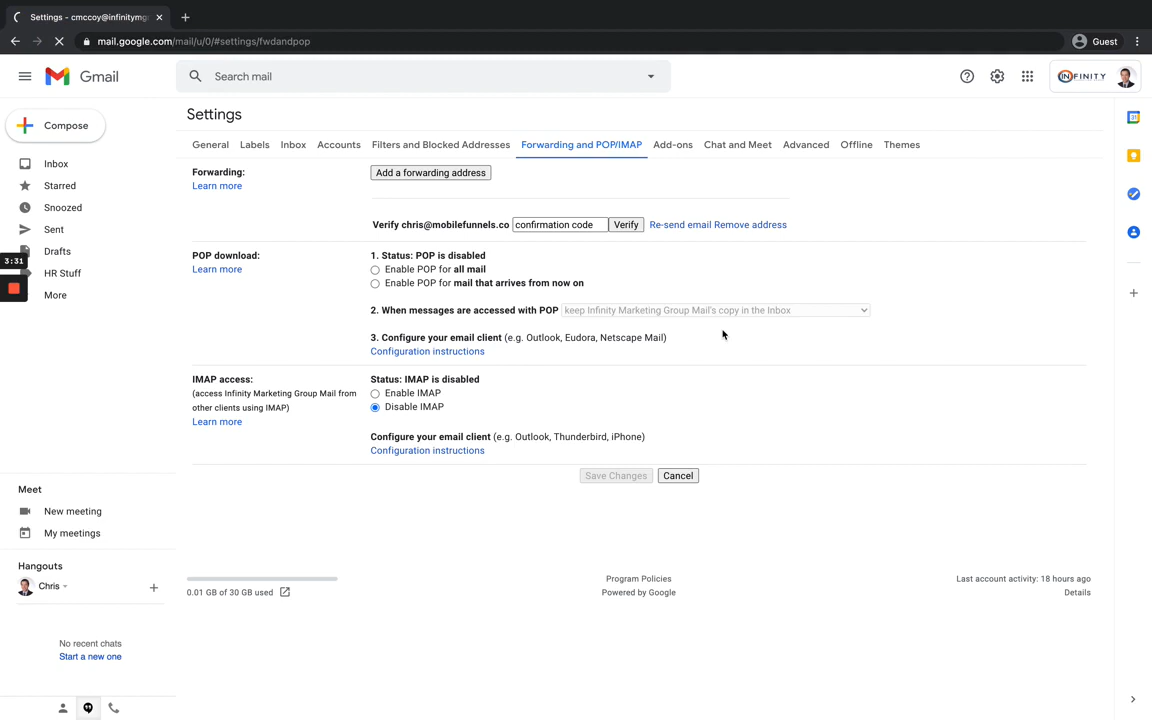 Settings - cmccoy@infinitymg
mail.google.com/mail/u/0/#settings/fwdandpop
Guest
Gmail
Search mail
INFINITY
Compose
Inbox
Starred
Snoozed
Sent
Drafts
HR Stuff
More
3:31
Settings
General Labels Inbox Accounts Filters and Blocked Addresses Forwarding and POP/IMAP Add-ons Chat and Meet Advanced Offline Themes
Forwarding:
Learn more
Add a forwarding address
Verify chris@mobilefunnels.co confirmation code Verify Re-send email Remove address
POP download:
Learn more
1. Status: POP is disabled
Enable POP for all mail
Enable POP for mail that arrives from now on
2. When messages are accessed with POP keep Infinity Marketing Group Mail's copy in the Inbox
3. Configure your email client (e.g. Outlook, Eudora, Netscape Mail)
Configuration instructions
IMAP access:
(access Infinity Marketing Group Mail from
other clients using IMAP)
Learn more
Status: IMAP is disabled
Enable IMAP
Disable IMAP
Configure your email client (e.g. Outlook, Thunderbird, iPhone)
Configuration instructions
Save Changes Cancel
Meet
New meeting
My meetings
Hangouts
Chris
No recent chats
Start a new one
0.01 GB of 30 GB used
Program Policies
Powered by Google
Last account activity: 18 hours ago
Details
31